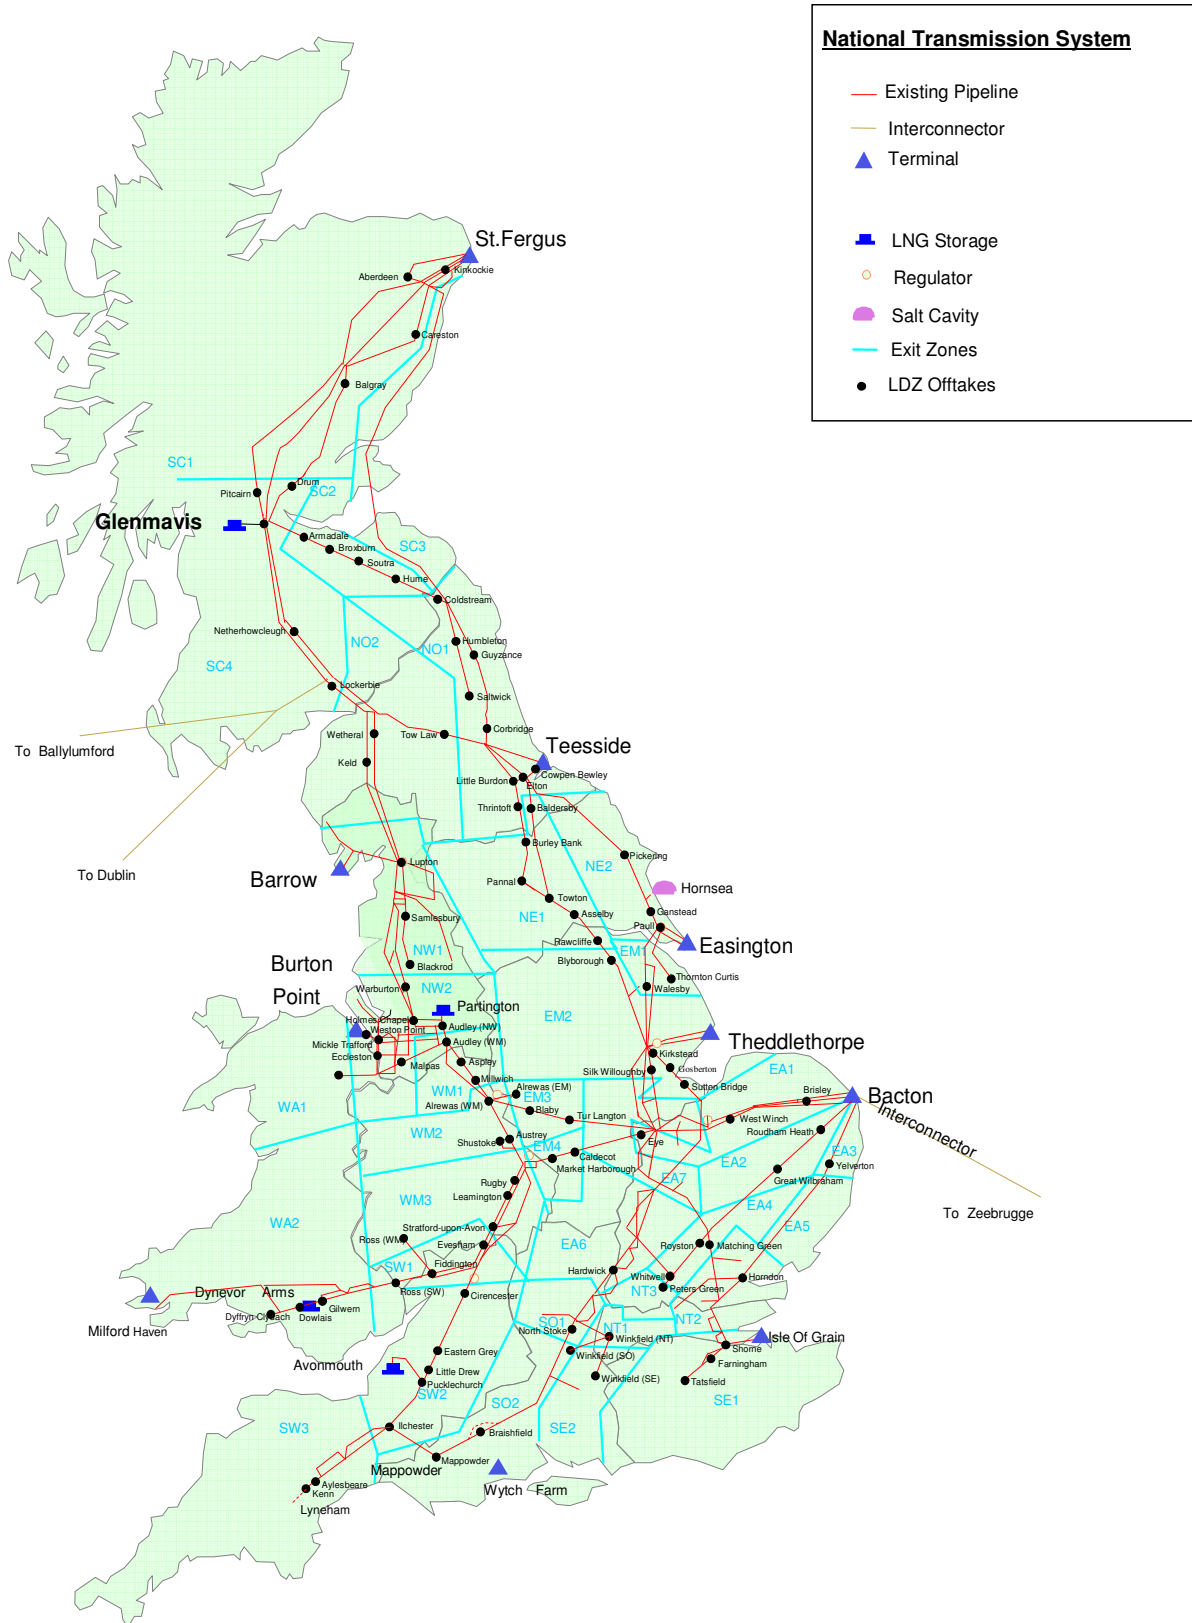 National Transmission System
Existing Pipeline
Interconnector
Terminal
LNG Storage
Regulator
Salt Cavity
Exit Zones
LDZ Offtakes
St.Fergus
Aberdeen
Kinkockie
Careston
Balgray
SC1
Drum
SC2
Pitcairn
Glenmavis
Armadale
Broxburn
SC3
Soutra
Hume
Coldstream
Netherhowcleugh
NO2
NO1
Humbleton
Guyzance
SC4
Lockerbie
Saltwick
To Ballylumford
Wetheral
Tow Law
Corbridge
Teesside
Keld
Cowpen Bewley
Little Burdon
Elton
Thrintoft
Baldersby
Burley Bank
Pickering
To Dublin
Barrow
Lupton
NE2
Pannal
Hornsea
Towton
Samlesbury
NE1
Asselby
Ganstead
Paull
Rawcliffe
Easington
NW1
EM1
Blackrod
Blyborough
Burton
Point
Warburton
NW2
Thornton Curtis
Walesby
Partington
Holmes Chapel
Weston Point
Audley (NW)
EM2
Mickle Trafford
Audley (WM)
Theddlethorpe
Eccleston
Malpas
Aspley
Kirkstead
Silk Willoughby
Gosberton
EA1
Millwich
Sutton Bridge
WM1
Alrewas (EM)
Brisley
Bacton
WA1
Alrewas (WM)
EM3
Blaby
Tur Langton
West Winch
Interconnector
WM2
Shustoke
Austrey
EM4
Eye
Roudham Heath
EA3
Caldecot
Market Harborough
EA2
Yelverton
Great Wilbraham
EA7
Rugby
WM3
Leamington
EA4
To Zeebrugge
WA2
Stratford-upon-Avon
EA5
Ross (WM)
Evesham
EA6
Royston
Matching Green
SW1
Fiddington
Hardwick
Whitwell
Horndon
Dynevor Arms
Ross (SW)
Peters Green
NT3
Cirencester
Milford Haven
Dyffryn Clydach
Dowlais
Gilwern
SO1
NT1
NT2
North Stoke
Winkfield (NT)
Isle Of Grain
Eastern Grey
Winkfield (SO)
Shorne
Avonmouth
Little Drew
Farningham
Pucklechurch
Winkfield (SE)
Tatsfield
SW2
SO2
SE1
SW3
Ilchester
Braishfield
SE2
Mappowder
Mappowder
Aylesbeare
Kenn
Wytch Farm
Lyneham